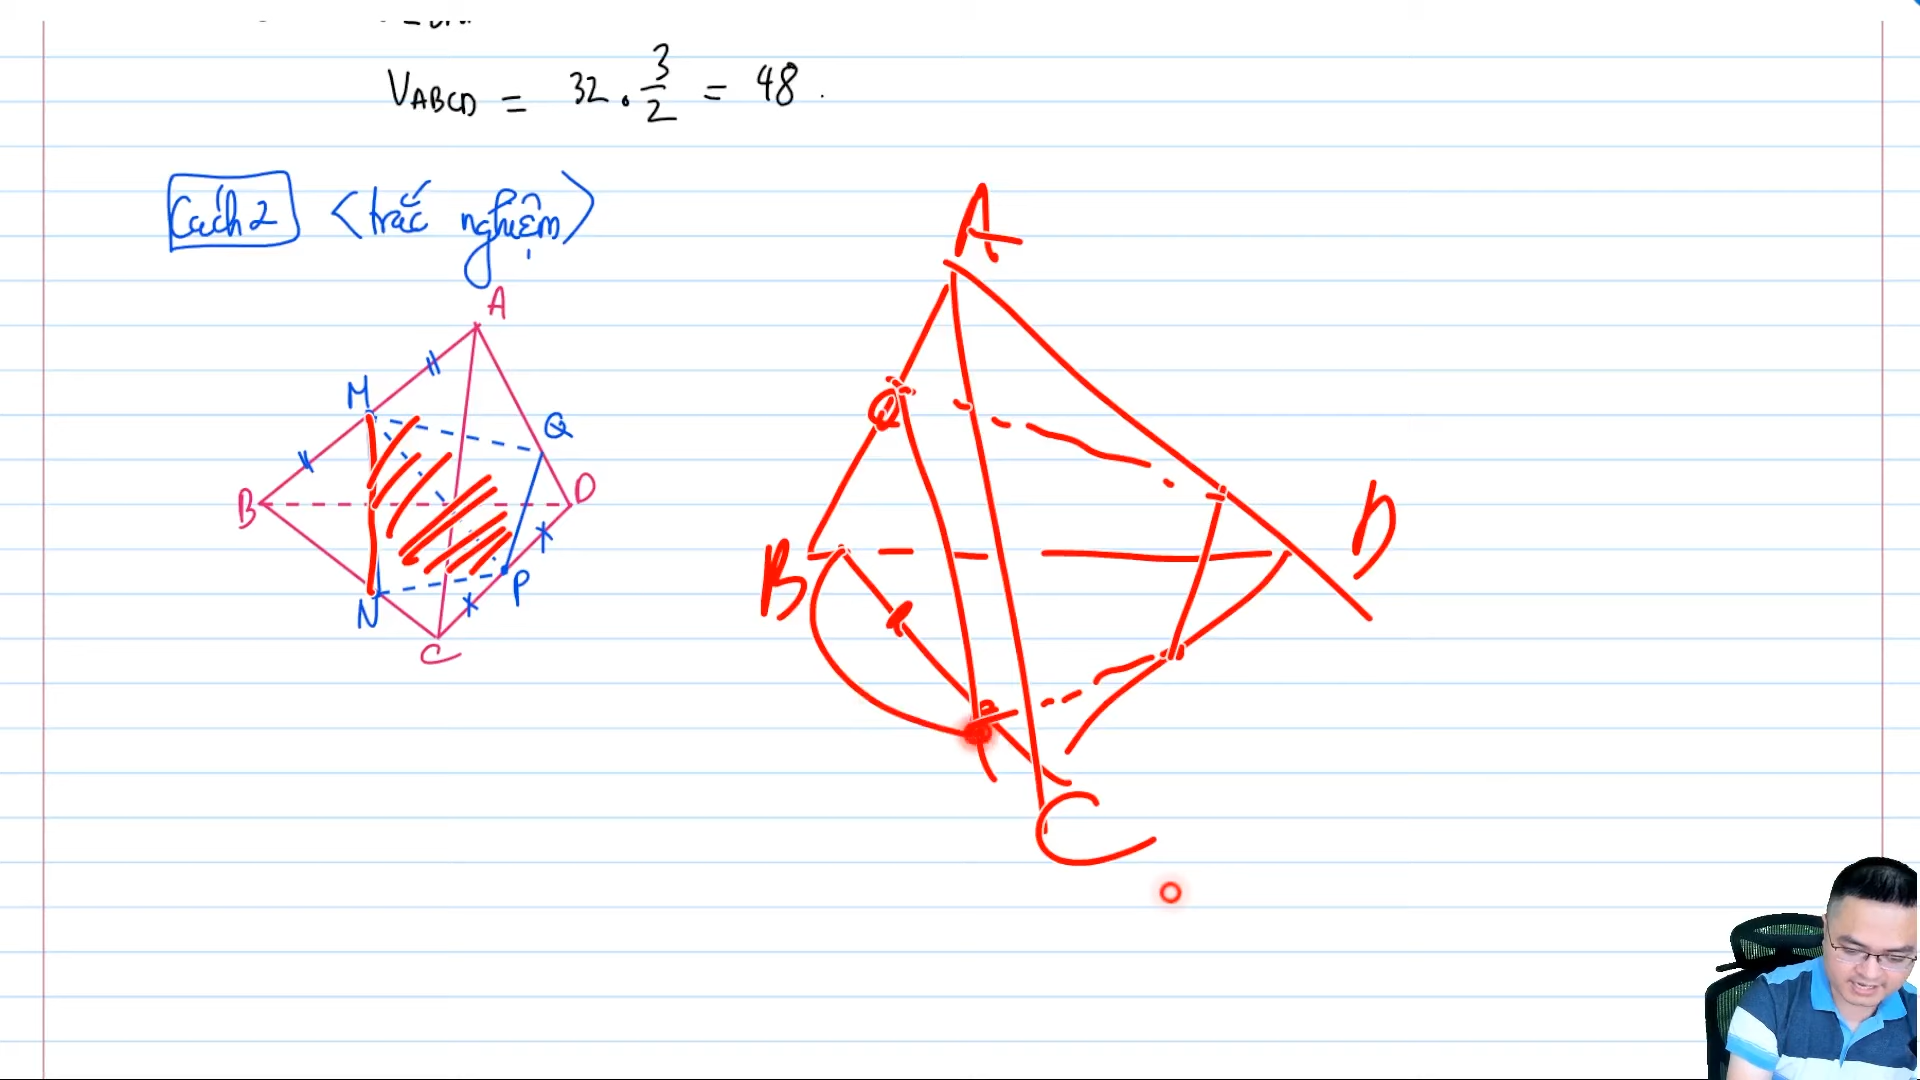 V_ABCD = 32 . 3/2 = 48 .
Cách 2 <trắc nghiệm>
A
M
Q
B
D
N
P
C
A
B
D
C